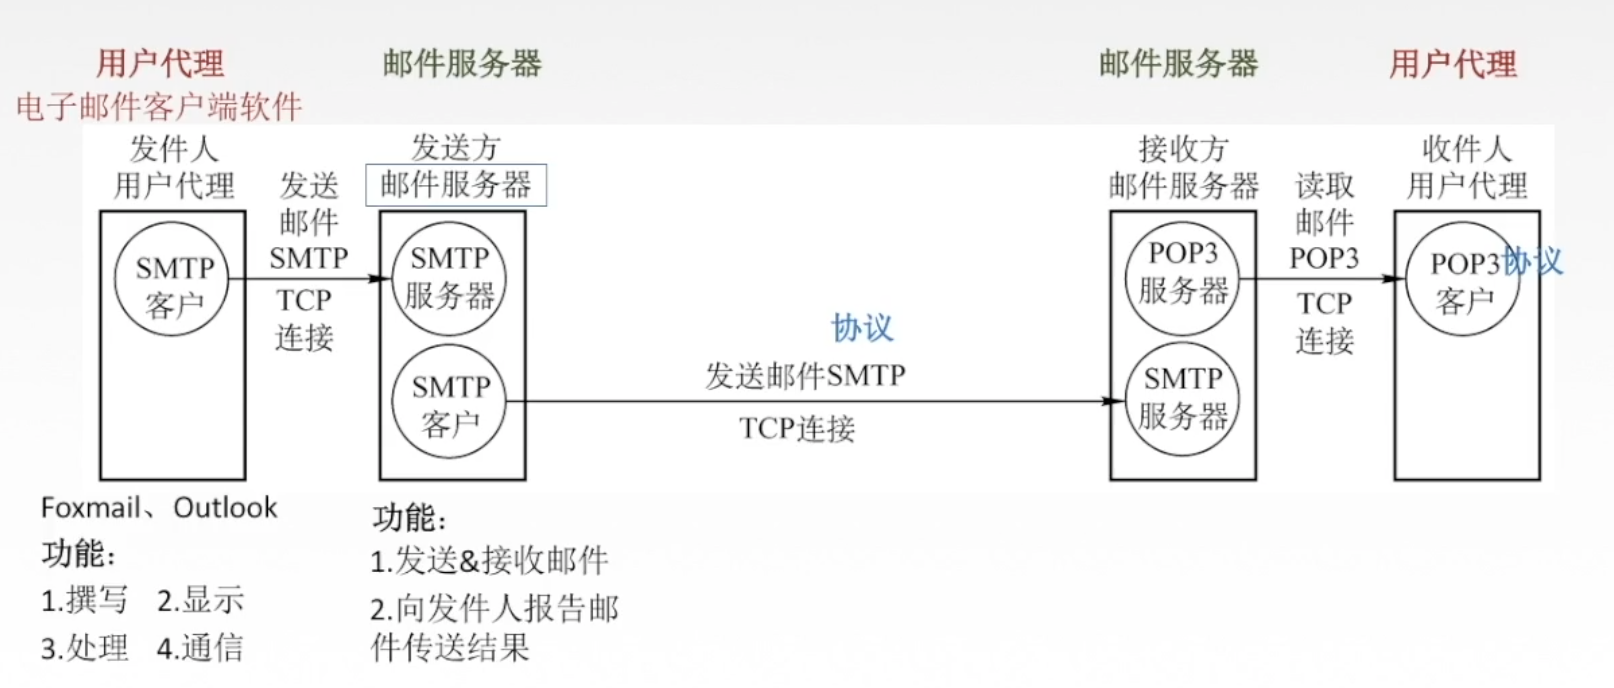 用户代理
邮件服务器
邮件服务器
用户代理
电子邮件客户端软件
发件人
用户代理
发送
邮件
SMTP
TCP
连接
发送方
邮件服务器
接收方
邮件服务器
读取
邮件
POP3
TCP
连接
收件人
用户代理
SMTP
客户
SMTP
服务器
SMTP
客户
协议
发送邮件SMTP
TCP连接
POP3
服务器
SMTP
服务器
POP3
客户
协议
Foxmail、Outlook
功能：
1.撰写 2.显示
3.处理 4.通信
功能：
1.发送&接收邮件
2.向发件人报告邮
件传送结果